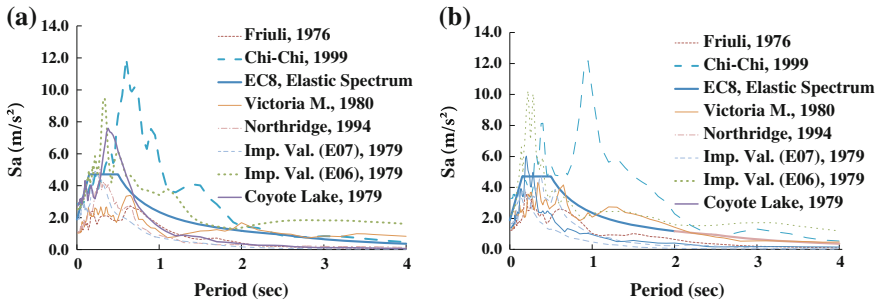 (a)
14.0
12.0
10.0
8.0
6.0
4.0
2.0
0.0
Sa (m/s²)
0
1
2
3
4
Period (sec)
Friuli, 1976
Chi-Chi, 1999
EC8, Elastic Spectrum
Victoria M., 1980
Northridge, 1994
Imp. Val. (E07), 1979
Imp. Val. (E06), 1979
Coyote Lake, 1979
(b)
14.0
12.0
10.0
8.0
6.0
4.0
2.0
0.0
Sa (m/s²)
0
1
2
3
4
Period (sec)
Friuli, 1976
Chi-Chi, 1999
EC8, Elastic Spectrum
Victoria M., 1980
Northridge, 1994
Imp. Val. (E07), 1979
Imp. Val. (E06), 1979
Coyote Lake, 1979